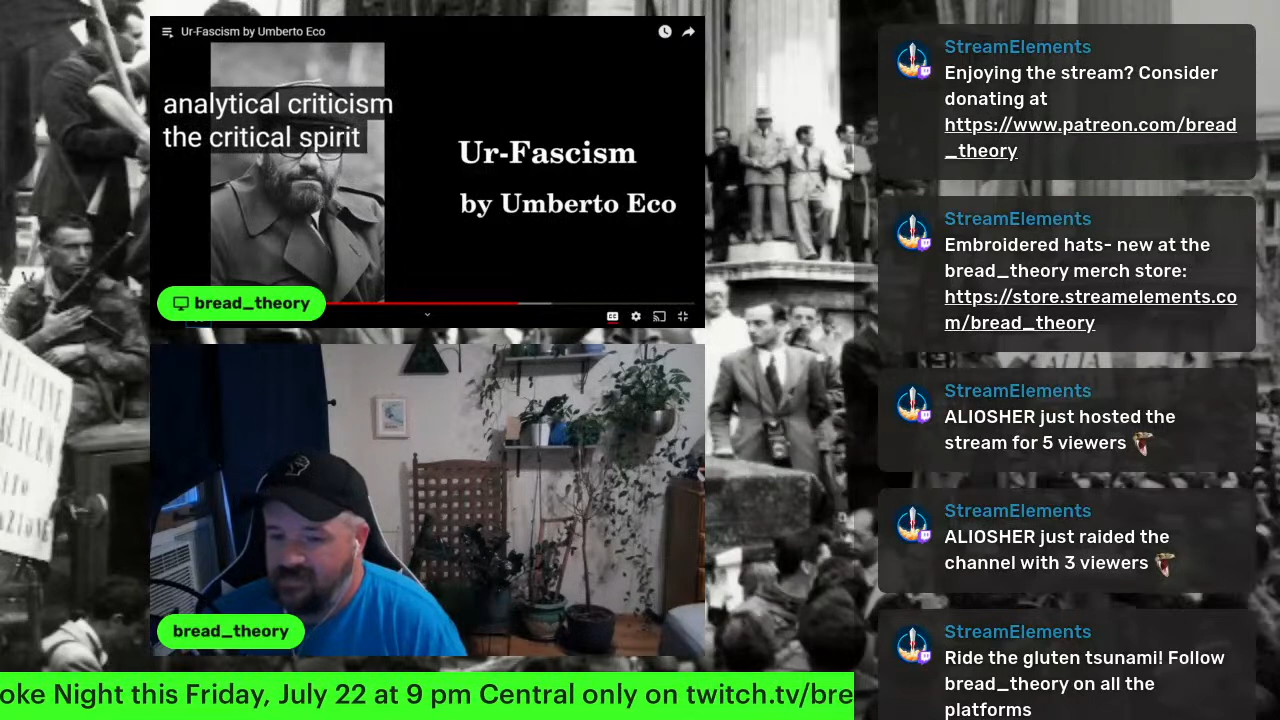 Ur-Fascism by Umberto Eco
analytical criticism
the critical spirit
Ur-Fascism
by Umberto Eco
bread_theory
bread_theory
oke Night this Friday, July 22 at 9 pm Central only on twitch.tv/bre
StreamElements
Enjoying the stream? Consider
donating at
https://www.patreon.com/bread
_theory
StreamElements
Embroidered hats- new at the
bread_theory merch store:
https://store.streamelements.co
m/bread_theory
StreamElements
ALIOSHER just hosted the
stream for 5 viewers
StreamElements
ALIOSHER just raided the
channel with 3 viewers
StreamElements
Ride the gluten tsunami! Follow
bread_theory on all the
platforms